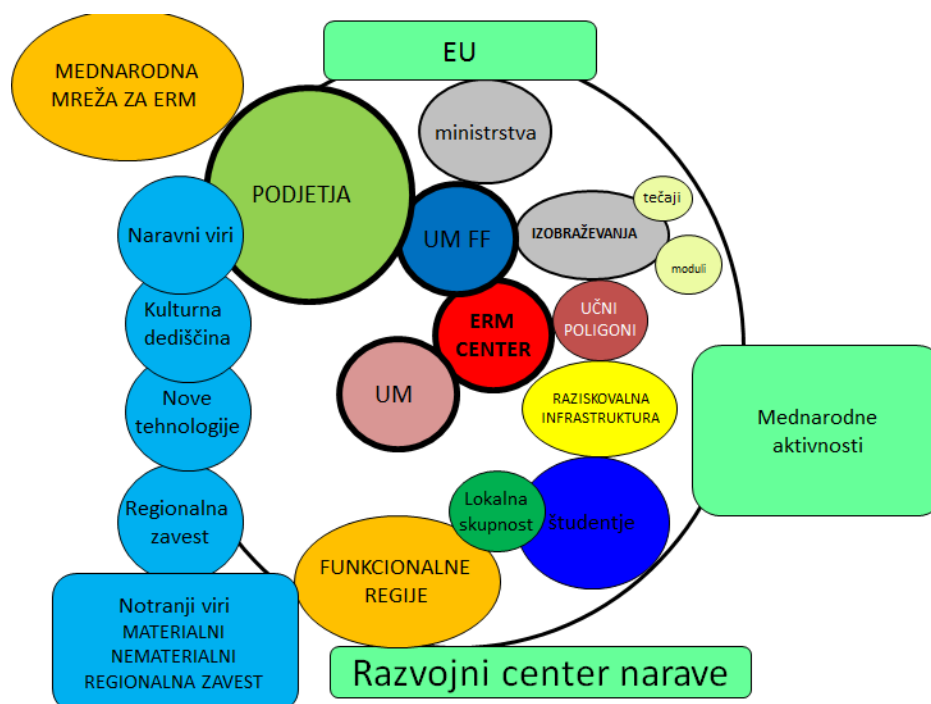 EU
MEDNARODNA
MREŽA ZA ERM
ministrstva
PODJETJA
tečaji
Naravni viri
UM FF
IZOBRAŽEVANJA
moduli
Kulturna
dediščina
ERM
CENTER
UČNI
POLIGONI
UM
Nove
tehnologije
RAZISKOVALNA
INFRASTRUKTURA
Mednarodne
aktivnosti
Regionalna
zavest
Lokalna
skupnost
študentje
FUNKCIONALNE
REGIJE
Notranji viri
MATERIALNI
NEMATERIALNI
REGIONALNA ZAVEST
Razvojni center narave